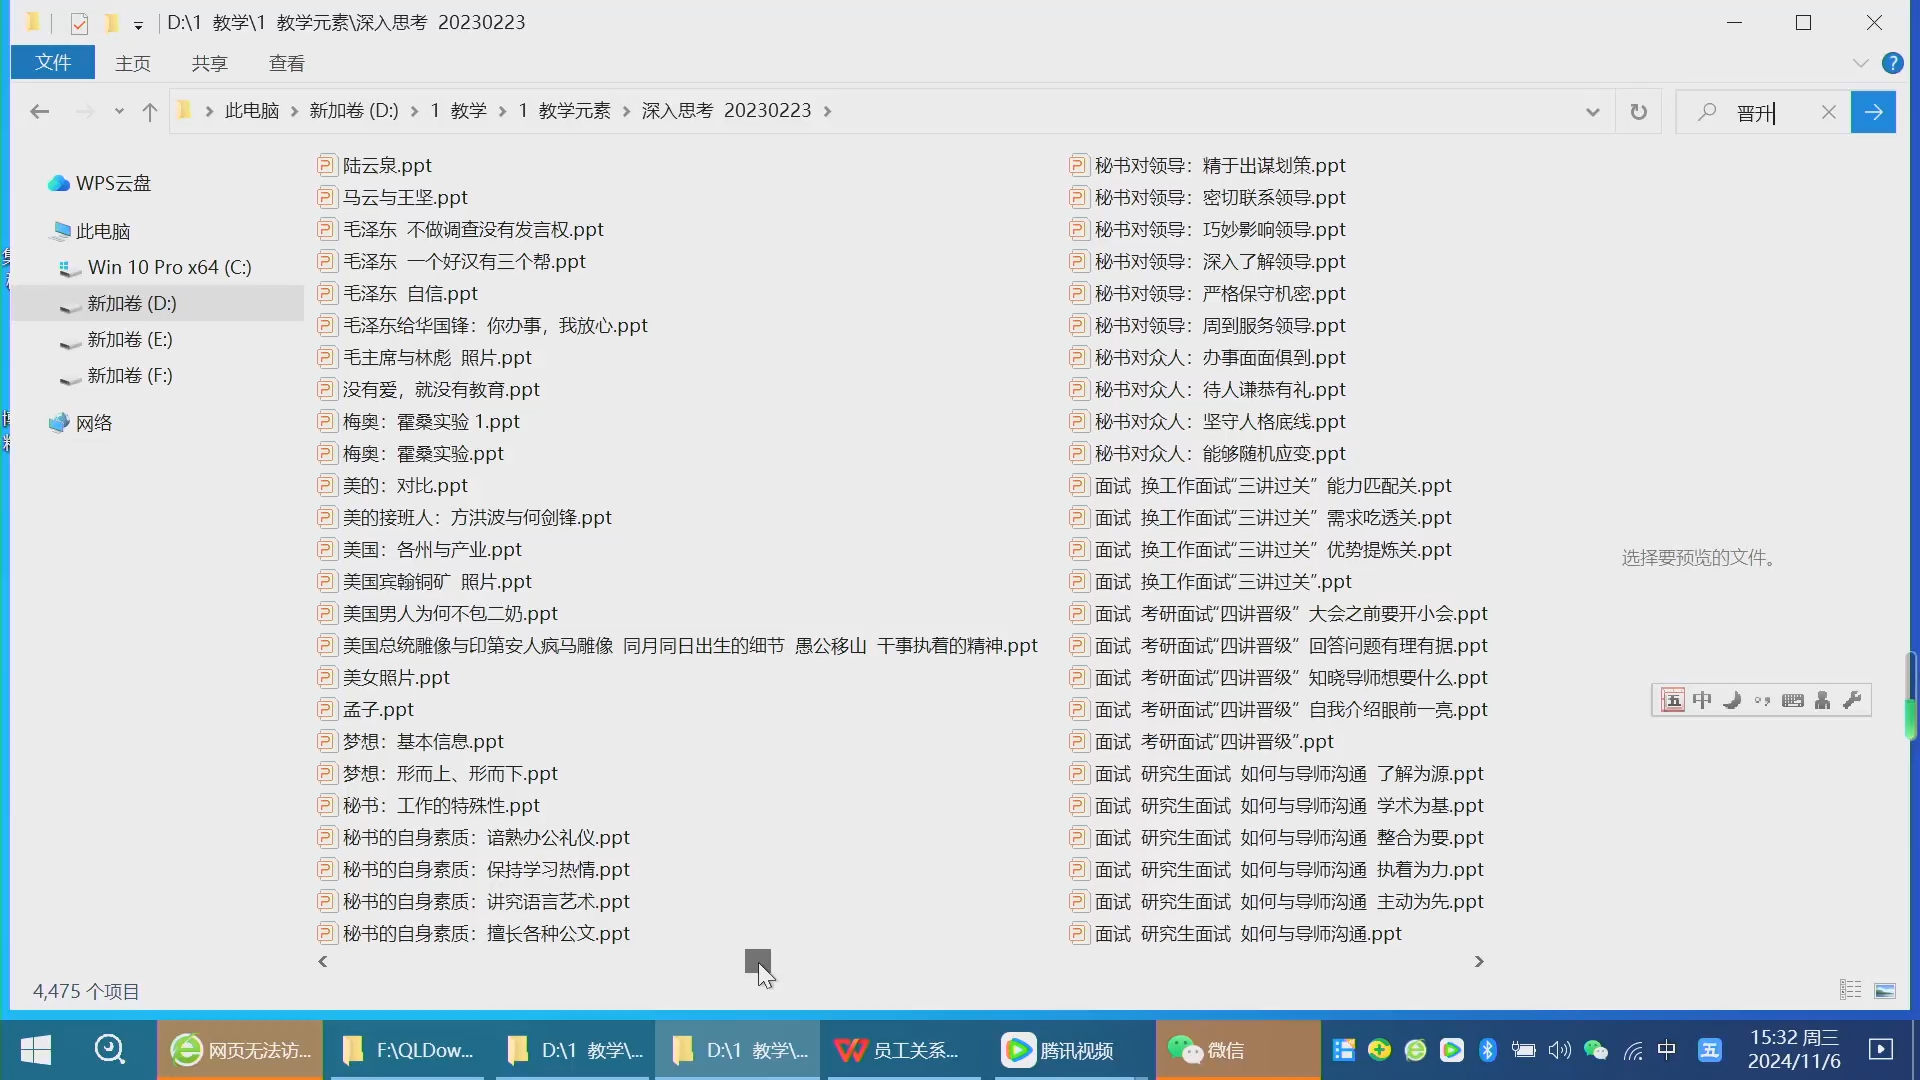 D:\1 教学\1 教学元素\深入思考 20230223
文件 主页 共享 查看
此电脑 新加卷 (D:) 1 教学 1 教学元素 深入思考 20230223
晋升
WPS云盘
此电脑
Win 10 Pro x64 (C:)
新加卷 (D:)
新加卷 (E:)
新加卷 (F:)
网络
陆云泉.ppt
马云与王坚.ppt
毛泽东 不做调查没有发言权.ppt
毛泽东 一个好汉有三个帮.ppt
毛泽东 自信.ppt
毛泽东给华国锋：你办事，我放心.ppt
毛主席与林彪 照片.ppt
没有爱，就没有教育.ppt
梅奥：霍桑实验 1.ppt
梅奥：霍桑实验.ppt
美的：对比.ppt
美的接班人：方洪波与何剑锋.ppt
美国：各州与产业.ppt
美国宾翰铜矿 照片.ppt
美国男人为何不包二奶.ppt
美国总统雕像与印第安人疯马雕像 同月同日出生的细节 愚公移山 干事执着的精神.ppt
美女照片.ppt
孟子.ppt
梦想：基本信息.ppt
梦想：形而上、形而下.ppt
秘书：工作的特殊性.ppt
秘书的自身素质：谙熟办公礼仪.ppt
秘书的自身素质：保持学习热情.ppt
秘书的自身素质：讲究语言艺术.ppt
秘书的自身素质：擅长各种公文.ppt
秘书对领导：精于出谋划策.ppt
秘书对领导：密切联系领导.ppt
秘书对领导：巧妙影响领导.ppt
秘书对领导：深入了解领导.ppt
秘书对领导：严格保守机密.ppt
秘书对领导：周到服务领导.ppt
秘书对众人：办事面面俱到.ppt
秘书对众人：待人谦恭有礼.ppt
秘书对众人：坚守人格底线.ppt
秘书对众人：能够随机应变.ppt
面试 换工作面试“三讲过关” 能力匹配关.ppt
面试 换工作面试“三讲过关” 需求吃透关.ppt
面试 换工作面试“三讲过关” 优势提炼关.ppt
面试 换工作面试“三讲过关”.ppt
面试 考研面试“四讲晋级” 大会之前要开小会.ppt
面试 考研面试“四讲晋级” 回答问题有理有据.ppt
面试 考研面试“四讲晋级” 知晓导师想要什么.ppt
面试 考研面试“四讲晋级” 自我介绍眼前一亮.ppt
面试 考研面试“四讲晋级”.ppt
面试 研究生面试 如何与导师沟通 了解为源.ppt
面试 研究生面试 如何与导师沟通 学术为基.ppt
面试 研究生面试 如何与导师沟通 整合为要.ppt
面试 研究生面试 如何与导师沟通 执着为力.ppt
面试 研究生面试 如何与导师沟通 主动为先.ppt
面试 研究生面试 如何与导师沟通.ppt
选择要预览的文件。
五 中
4,475 个项目
网页无法访... F:\QLDow... D:\1 教学\... D:\1 教学\... 员工关系... 腾讯视频 微信 中 五
15:32 周三
2024/11/6